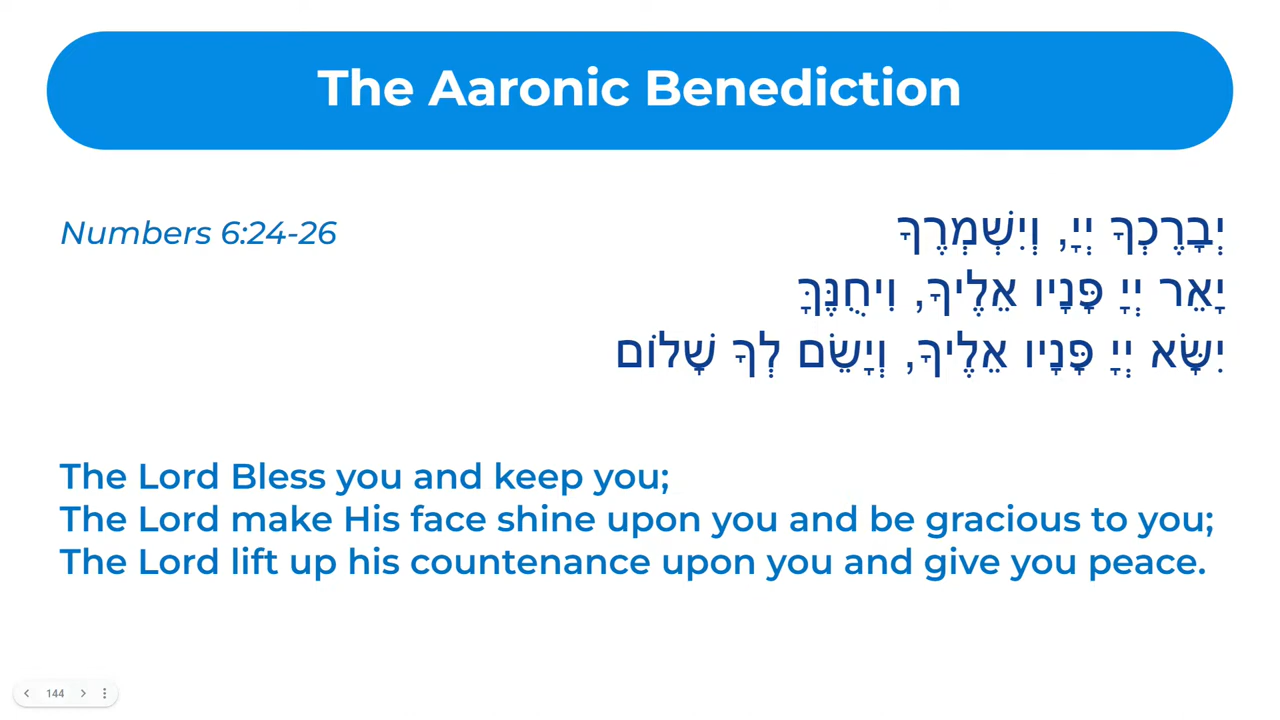 The Aaronic Benediction
Numbers 6:24-26
יְבָרֶכְךָ יְיָ, וְיִשְׁמְרֶךָ
יָאֵר יְיָ פָּנָיו אֵלֶיךָ, וִיחֻנֶּךָּ
יִשָּׂא יְיָ פָּנָיו אֵלֶיךָ, וְיָשֵׂם לְךָ שָׁלוֹם
The Lord Bless you and keep you;
The Lord make His face shine upon you and be gracious to you;
The Lord lift up his countenance upon you and give you peace.
144